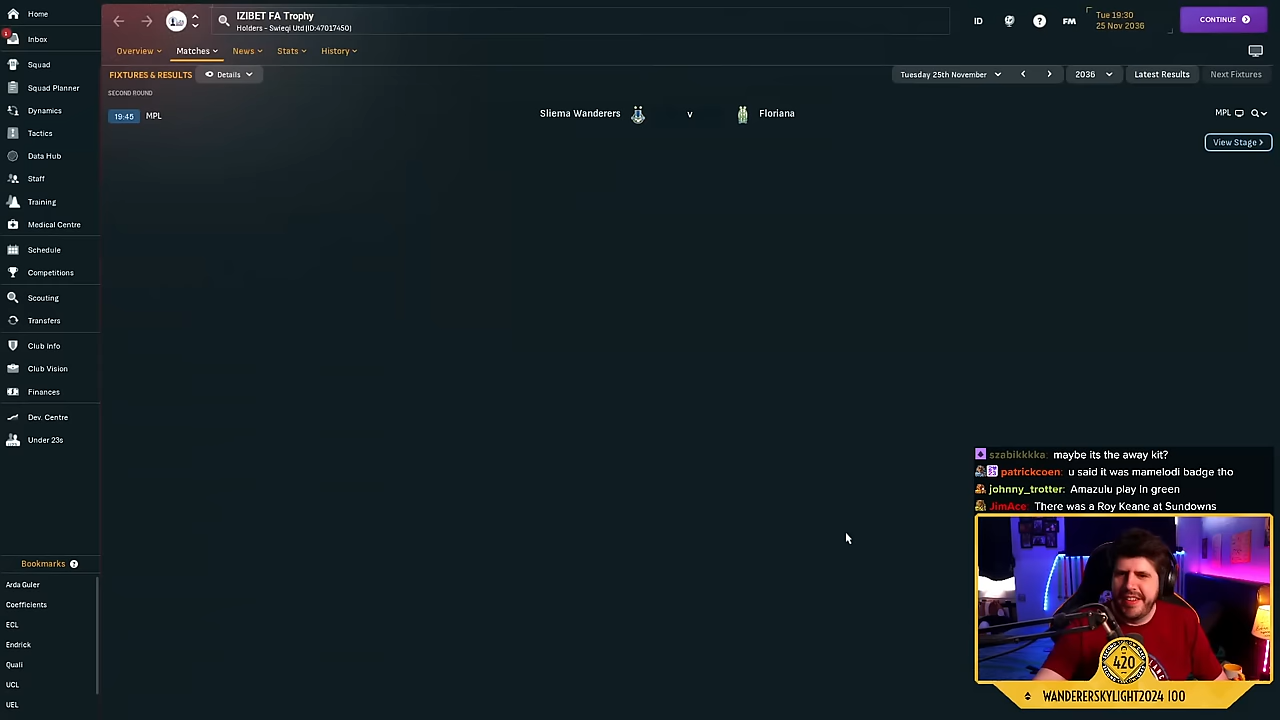 Home
IZIBET FA Trophy
Holders - Swieqi Utd (ID:47017450)
ID
?
FM
Tue 19:30
25 Nov 2036
CONTINUE
1
Inbox
Overview
Matches
News
Stats
History
Squad
Squad Planner
Dynamics
Tactics
Data Hub
Staff
Training
Medical Centre
Schedule
Competitions
Scouting
Transfers
Club Info
Club Vision
Finances
Dev. Centre
Under 23s
FIXTURES & RESULTS
Details
Tuesday 25th November
2036
Latest Results
Next Fixtures
SECOND ROUND
19:45 MPL Sliema Wanderers v Floriana MPL
View Stage >
Bookmarks ?
Arda Guler
Coefficients
ECL
Endrick
Quali
UCL
UEL
szabikkkka: maybe its the away kit?
patrickcoen: u said it was mamelodi badge tho
johnny_trotter: Amazulu play in green
JimAce: There was a Roy Keane at Sundowns
420
WANDERERSKYLIGHT2024 100